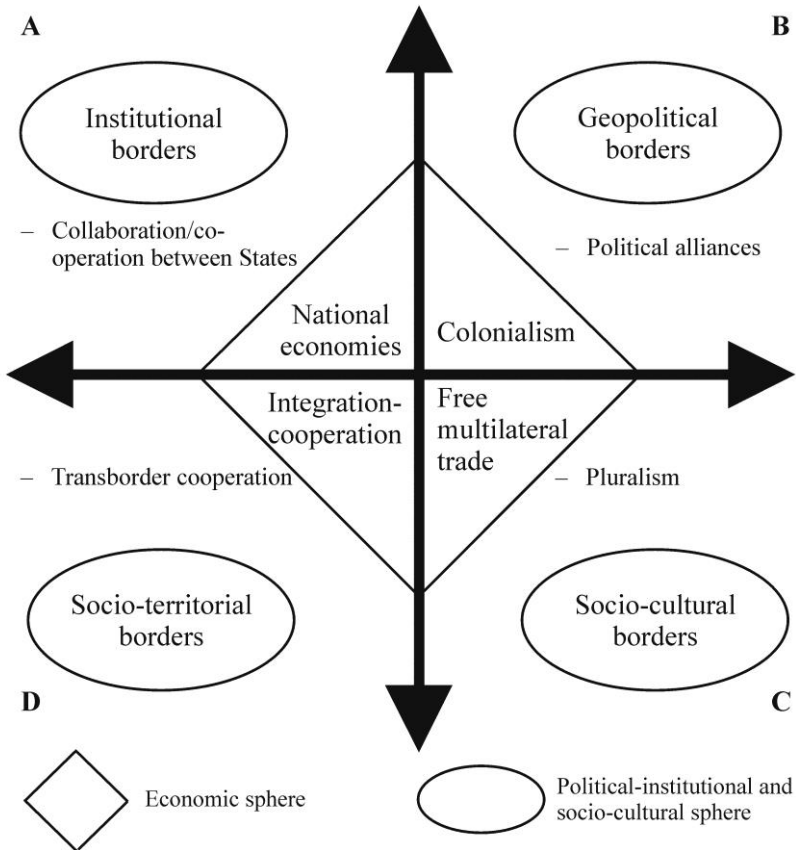 A
B
Institutional
borders
Geopolitical
borders
– Collaboration/co-
operation between States
– Political alliances
National
economies
Colonialism
Integration-
cooperation
Free
multilateral
trade
– Transborder cooperation
– Pluralism
Socio-territorial
borders
Socio-cultural
borders
D
C
Economic sphere
Political-institutional and
socio-cultural sphere